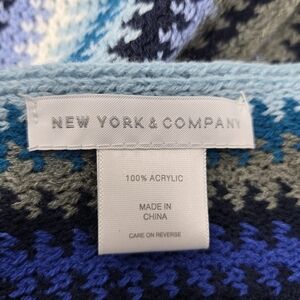 NEW YORK & COMPANY
100% ACRYLIC
MADE IN
CHINA
CARE ON REVERSE